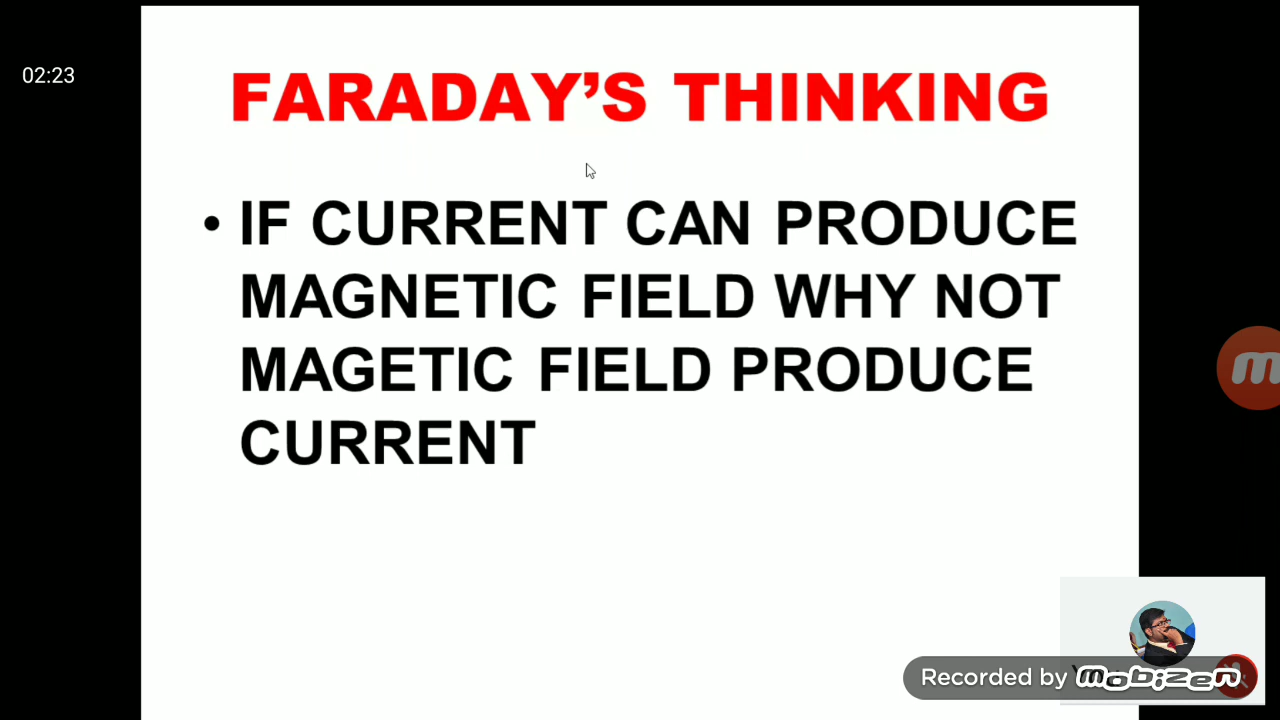 02:23
FARADAY’S THINKING
• IF CURRENT CAN PRODUCE
MAGNETIC FIELD WHY NOT
MAGETIC FIELD PRODUCE
CURRENT
Recorded by mobizen